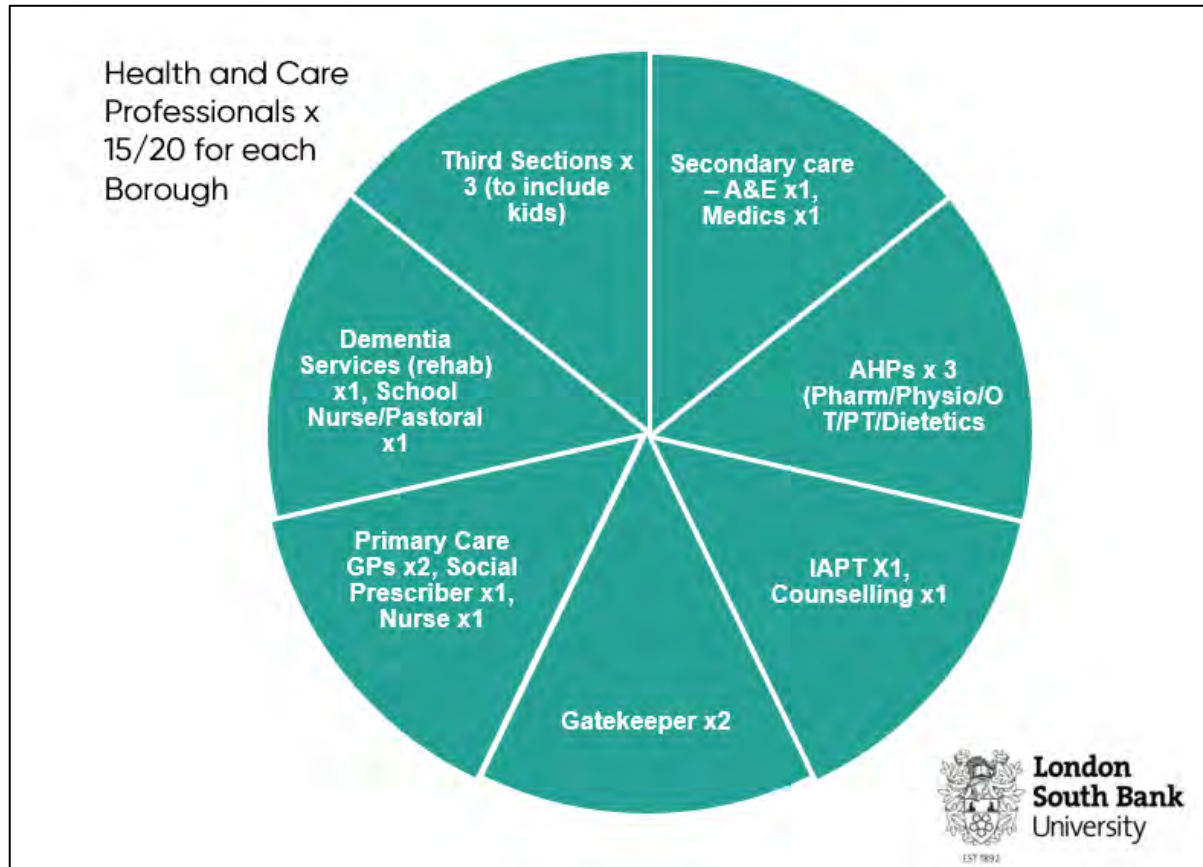 Health and Care
Professionals x
15/20 for each
Borough
Third Sections x
3 (to include
kids)
Secondary care
– A&E x1,
Medics x1
Dementia
Services (rehab)
x1, School
Nurse/Pastoral
x1
AHPs x 3
(Pharm/Physio/O
T/PT/Dietetics
Primary Care
GPs x2, Social
Prescriber x1,
Nurse x1
IAPT X1,
Counselling x1
Gatekeeper x2
London
South Bank
University
EST 1892